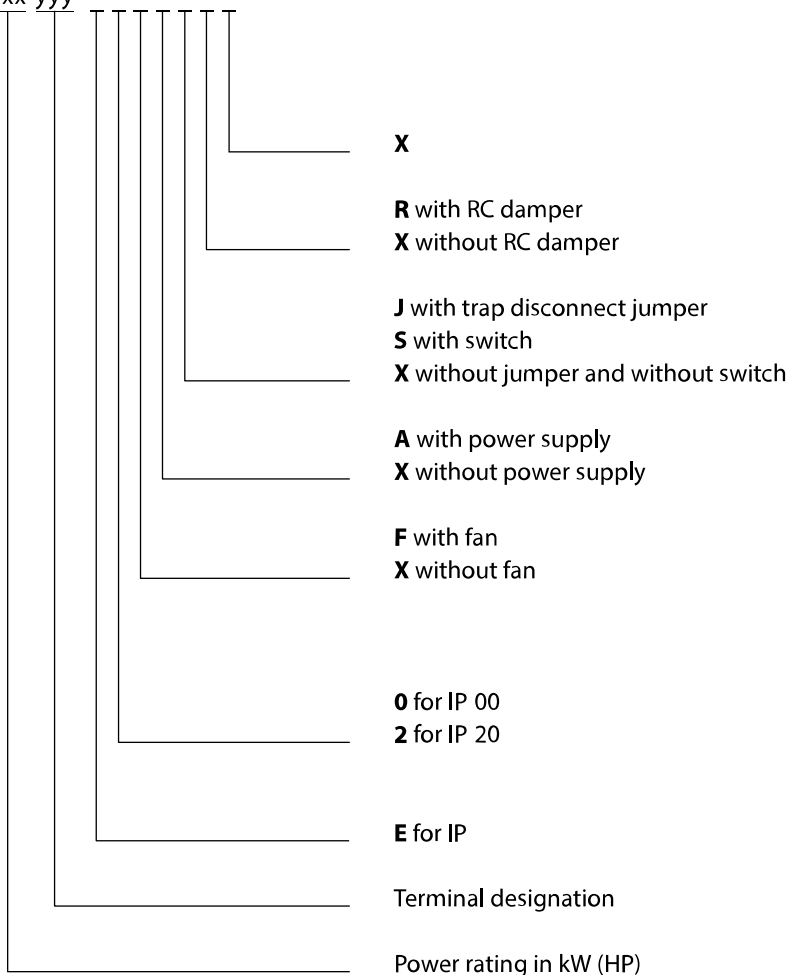 yyy
X
R with RC damper
X without RC damper
J with trap disconnect jumper
S with switch
X without jumper and without switch
A with power supply
X without power supply
F with fan
X without fan
0 for IP 00
2 for IP 20
E for IP
Terminal designation
Power rating in kW (HP)